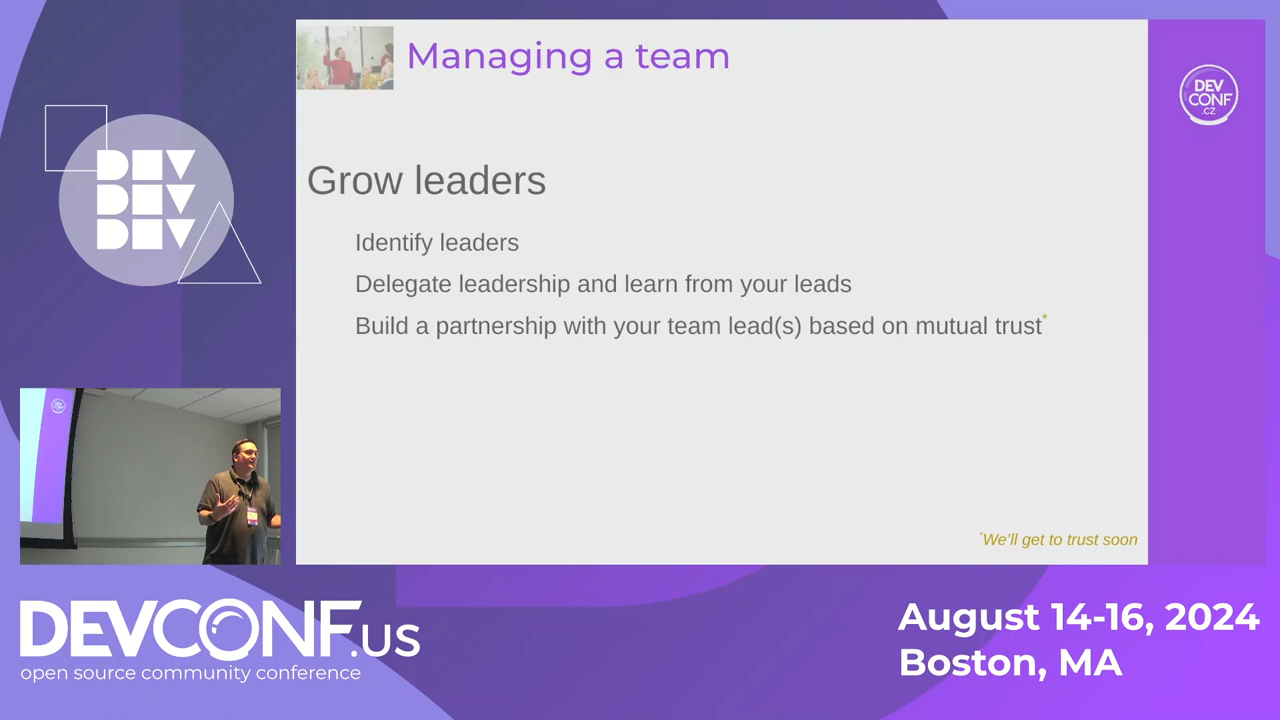 Managing a team
DEV
CONF
.CZ
DEV
DEV
DEV
Grow leaders
Identify leaders
Delegate leadership and learn from your leads
Build a partnership with your team lead(s) based on mutual trust*
*We'll get to trust soon
DEVCONF.US
open source community conference
August 14-16, 2024
Boston, MA